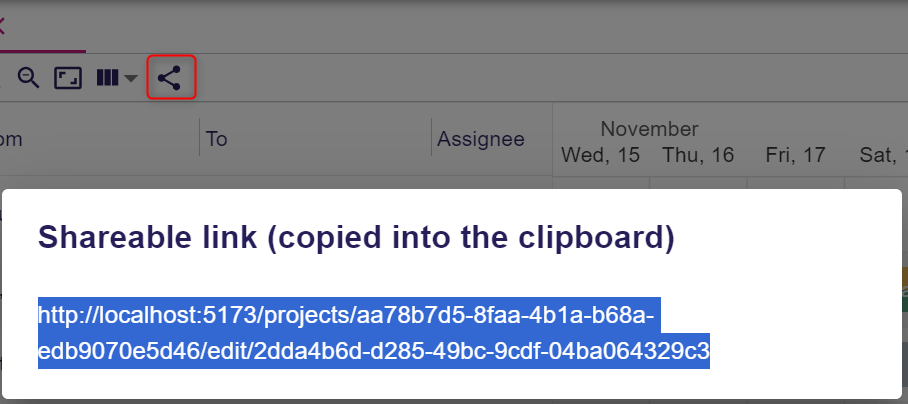 om To Assignee November
Wed, 15 Thu, 16 Fri, 17 Sat,
Shareable link (copied into the clipboard)
http://localhost:5173/projects/aa78b7d5-8faa-4b1a-b68a-
edb9070e5d46/edit/2dda4b6d-d285-49bc-9cdf-04ba064329c3